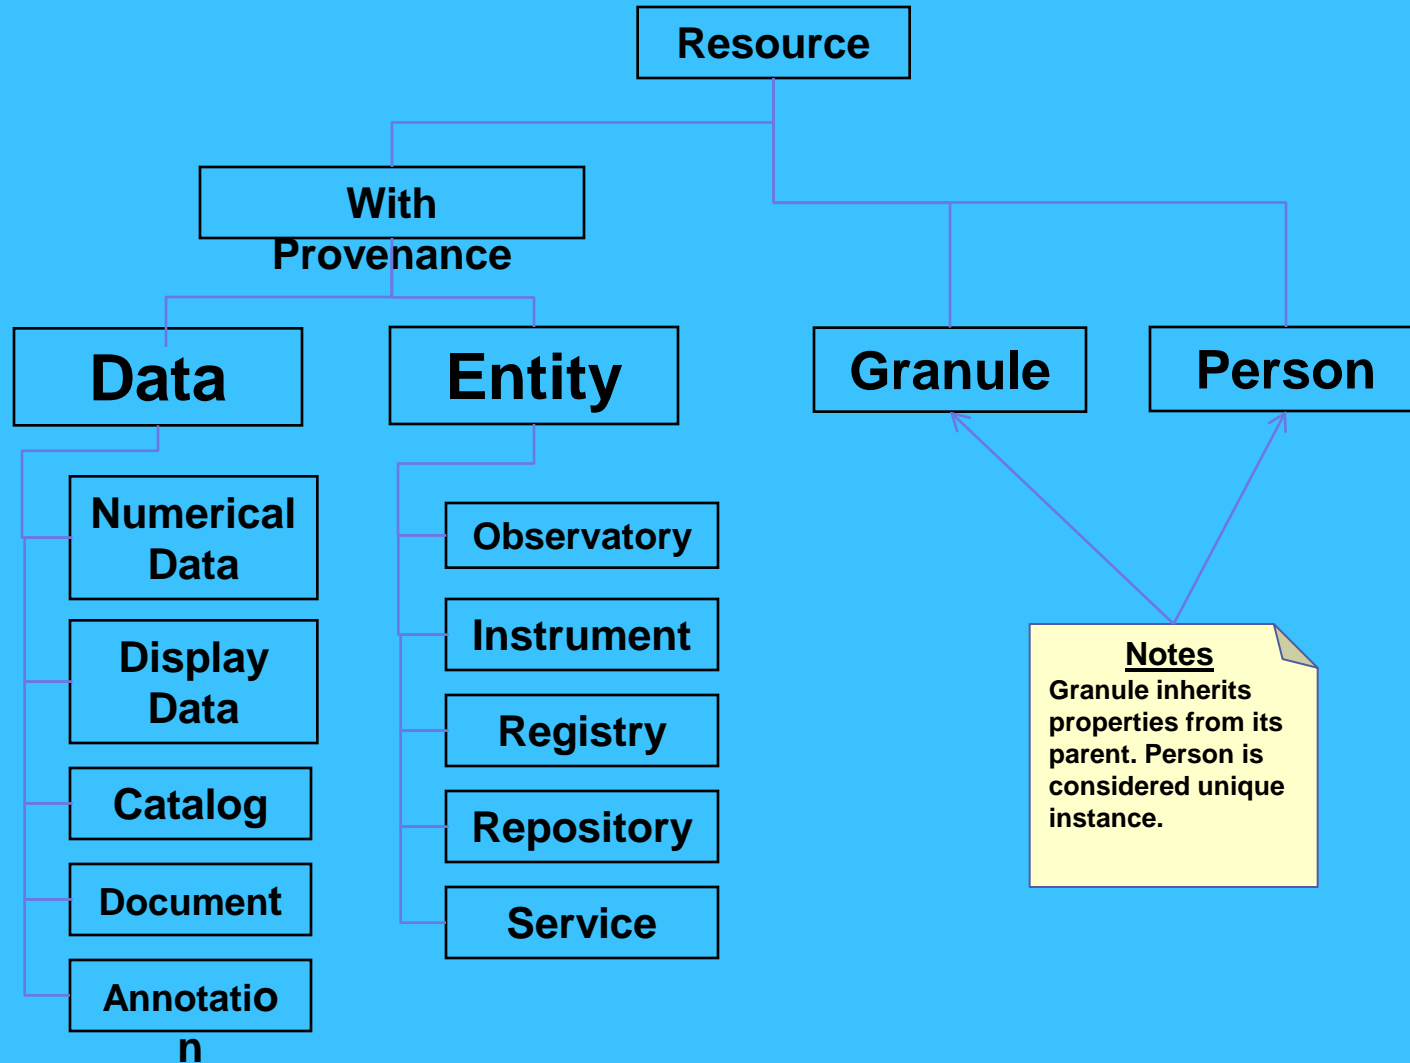 Resource
With
Provenance
Data
Entity
Granule
Person
Numerical
Data
Display
Data
Catalog
Document
Annotatio
n
Observatory
Instrument
Registry
Repository
Service
Notes
Granule inherits
properties from its
parent. Person is
considered unique
instance.